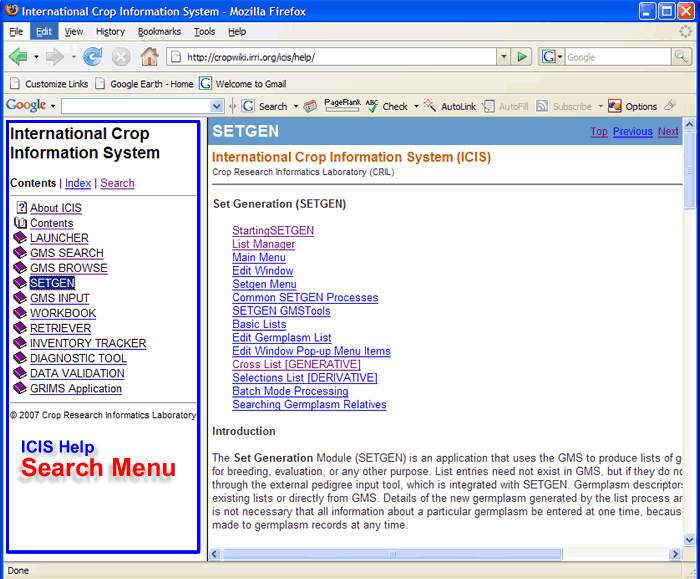 International Crop Information System - Mozilla Firefox
File Edit View History Bookmarks Tools Help
http://cropwiki.irri.org/icis/help/
Google
Customize Links Google Earth - Home Welcome to Gmail
Google Search PageRank Check AutoLink AutoFill Subscribe Options
International Crop
Information System
Contents | Index | Search
About ICIS
Contents
LAUNCHER
GMS SEARCH
GMS BROWSE
SETGEN
GMS INPUT
WORKBOOK
RETRIEVER
INVENTORY TRACKER
DIAGNOSTIC TOOL
DATA VALIDATION
GRIMS Application
© 2007 Crop Research Informatics Laboratory
ICIS Help
Search Menu
SETGEN
Top Previous Next
International Crop Information System (ICIS)
Crop Research Informatics Laboratory (CRIL)
Set Generation (SETGEN)
StartingSETGEN
List Manager
Main Menu
Edit Window
Setgen Menu
Common SETGEN Processes
SETGEN GMSTools
Basic Lists
Edit Germplasm List
Edit Window Pop-up Menu Items
Cross List [GENERATIVE]
Selections List [DERIVATIVE]
Batch Mode Processing
Searching Germplasm Relatives
Introduction
The Set Generation Module (SETGEN) is an application that uses the GMS to produce lists of g
for breeding, evaluation, or any other purpose. List entries need not exist in GMS, but if they do no
through the external pedigree input tool, which is integrated with SETGEN. Germplasm descriptors
existing lists or directly from GMS. Details of the new germplasm generated by the list process ar
is not necessary that all information about a particular germplasm be entered at one time, becaus
made to germplasm records at any time.
Done